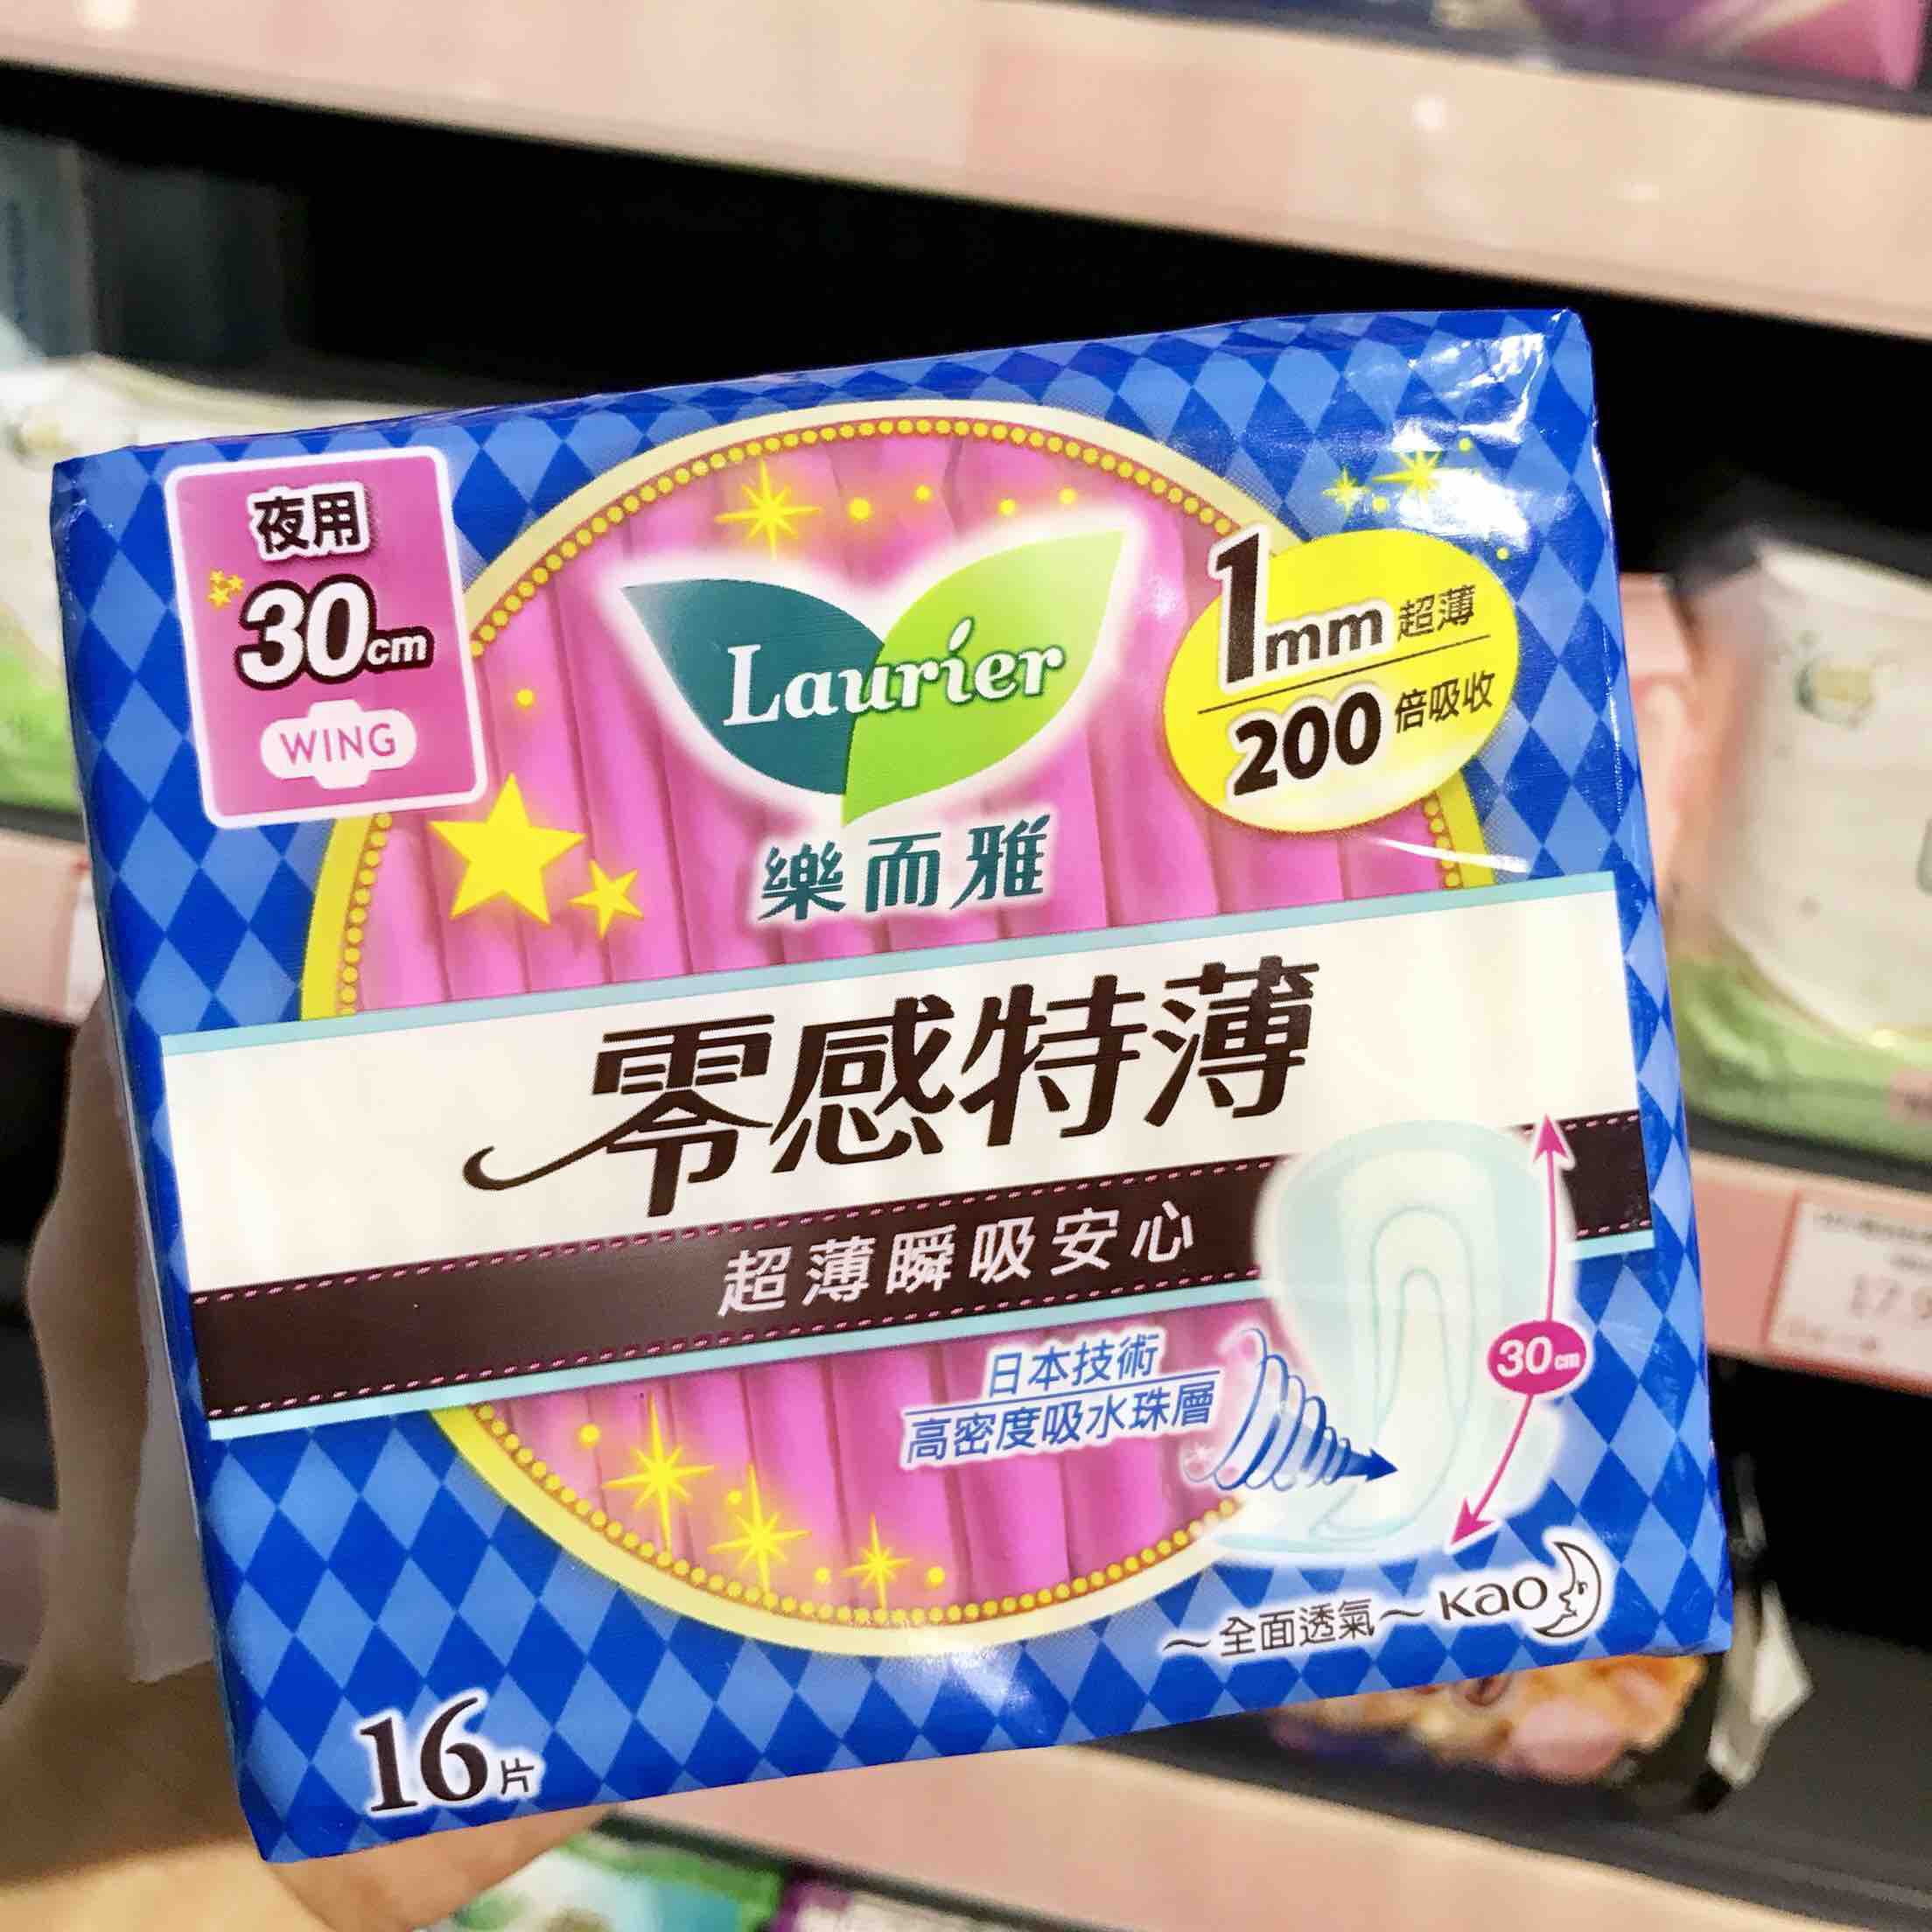 夜用
30cm
WING
Laurier
樂而雅
1mm 超薄
200 倍吸收
零感特薄
超薄瞬吸安心
日本技術
高密度吸水珠層
30cm
~全面透氣~ Kao
16片